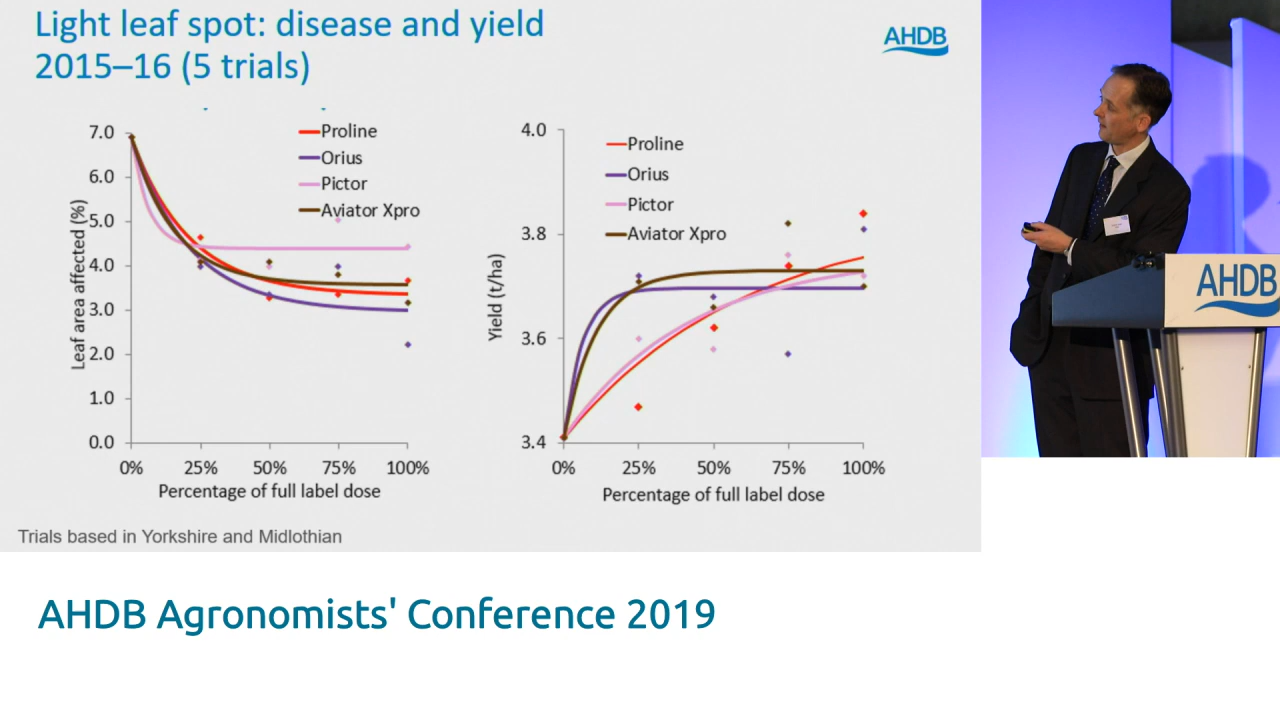 Light leaf spot: disease and yield
2015–16 (5 trials)
AHDB
7.0
6.0
5.0
4.0
3.0
2.0
1.0
0.0
Leaf area affected (%)
Proline
Orius
Pictor
Aviator Xpro
0% 25% 50% 75% 100%
Percentage of full label dose
4.0
3.8
3.6
3.4
Yield (t/ha)
Proline
Orius
Pictor
Aviator Xpro
0% 25% 50% 75% 100%
Percentage of full label dose
Trials based in Yorkshire and Midlothian
AHDB
AHDB Agronomists' Conference 2019